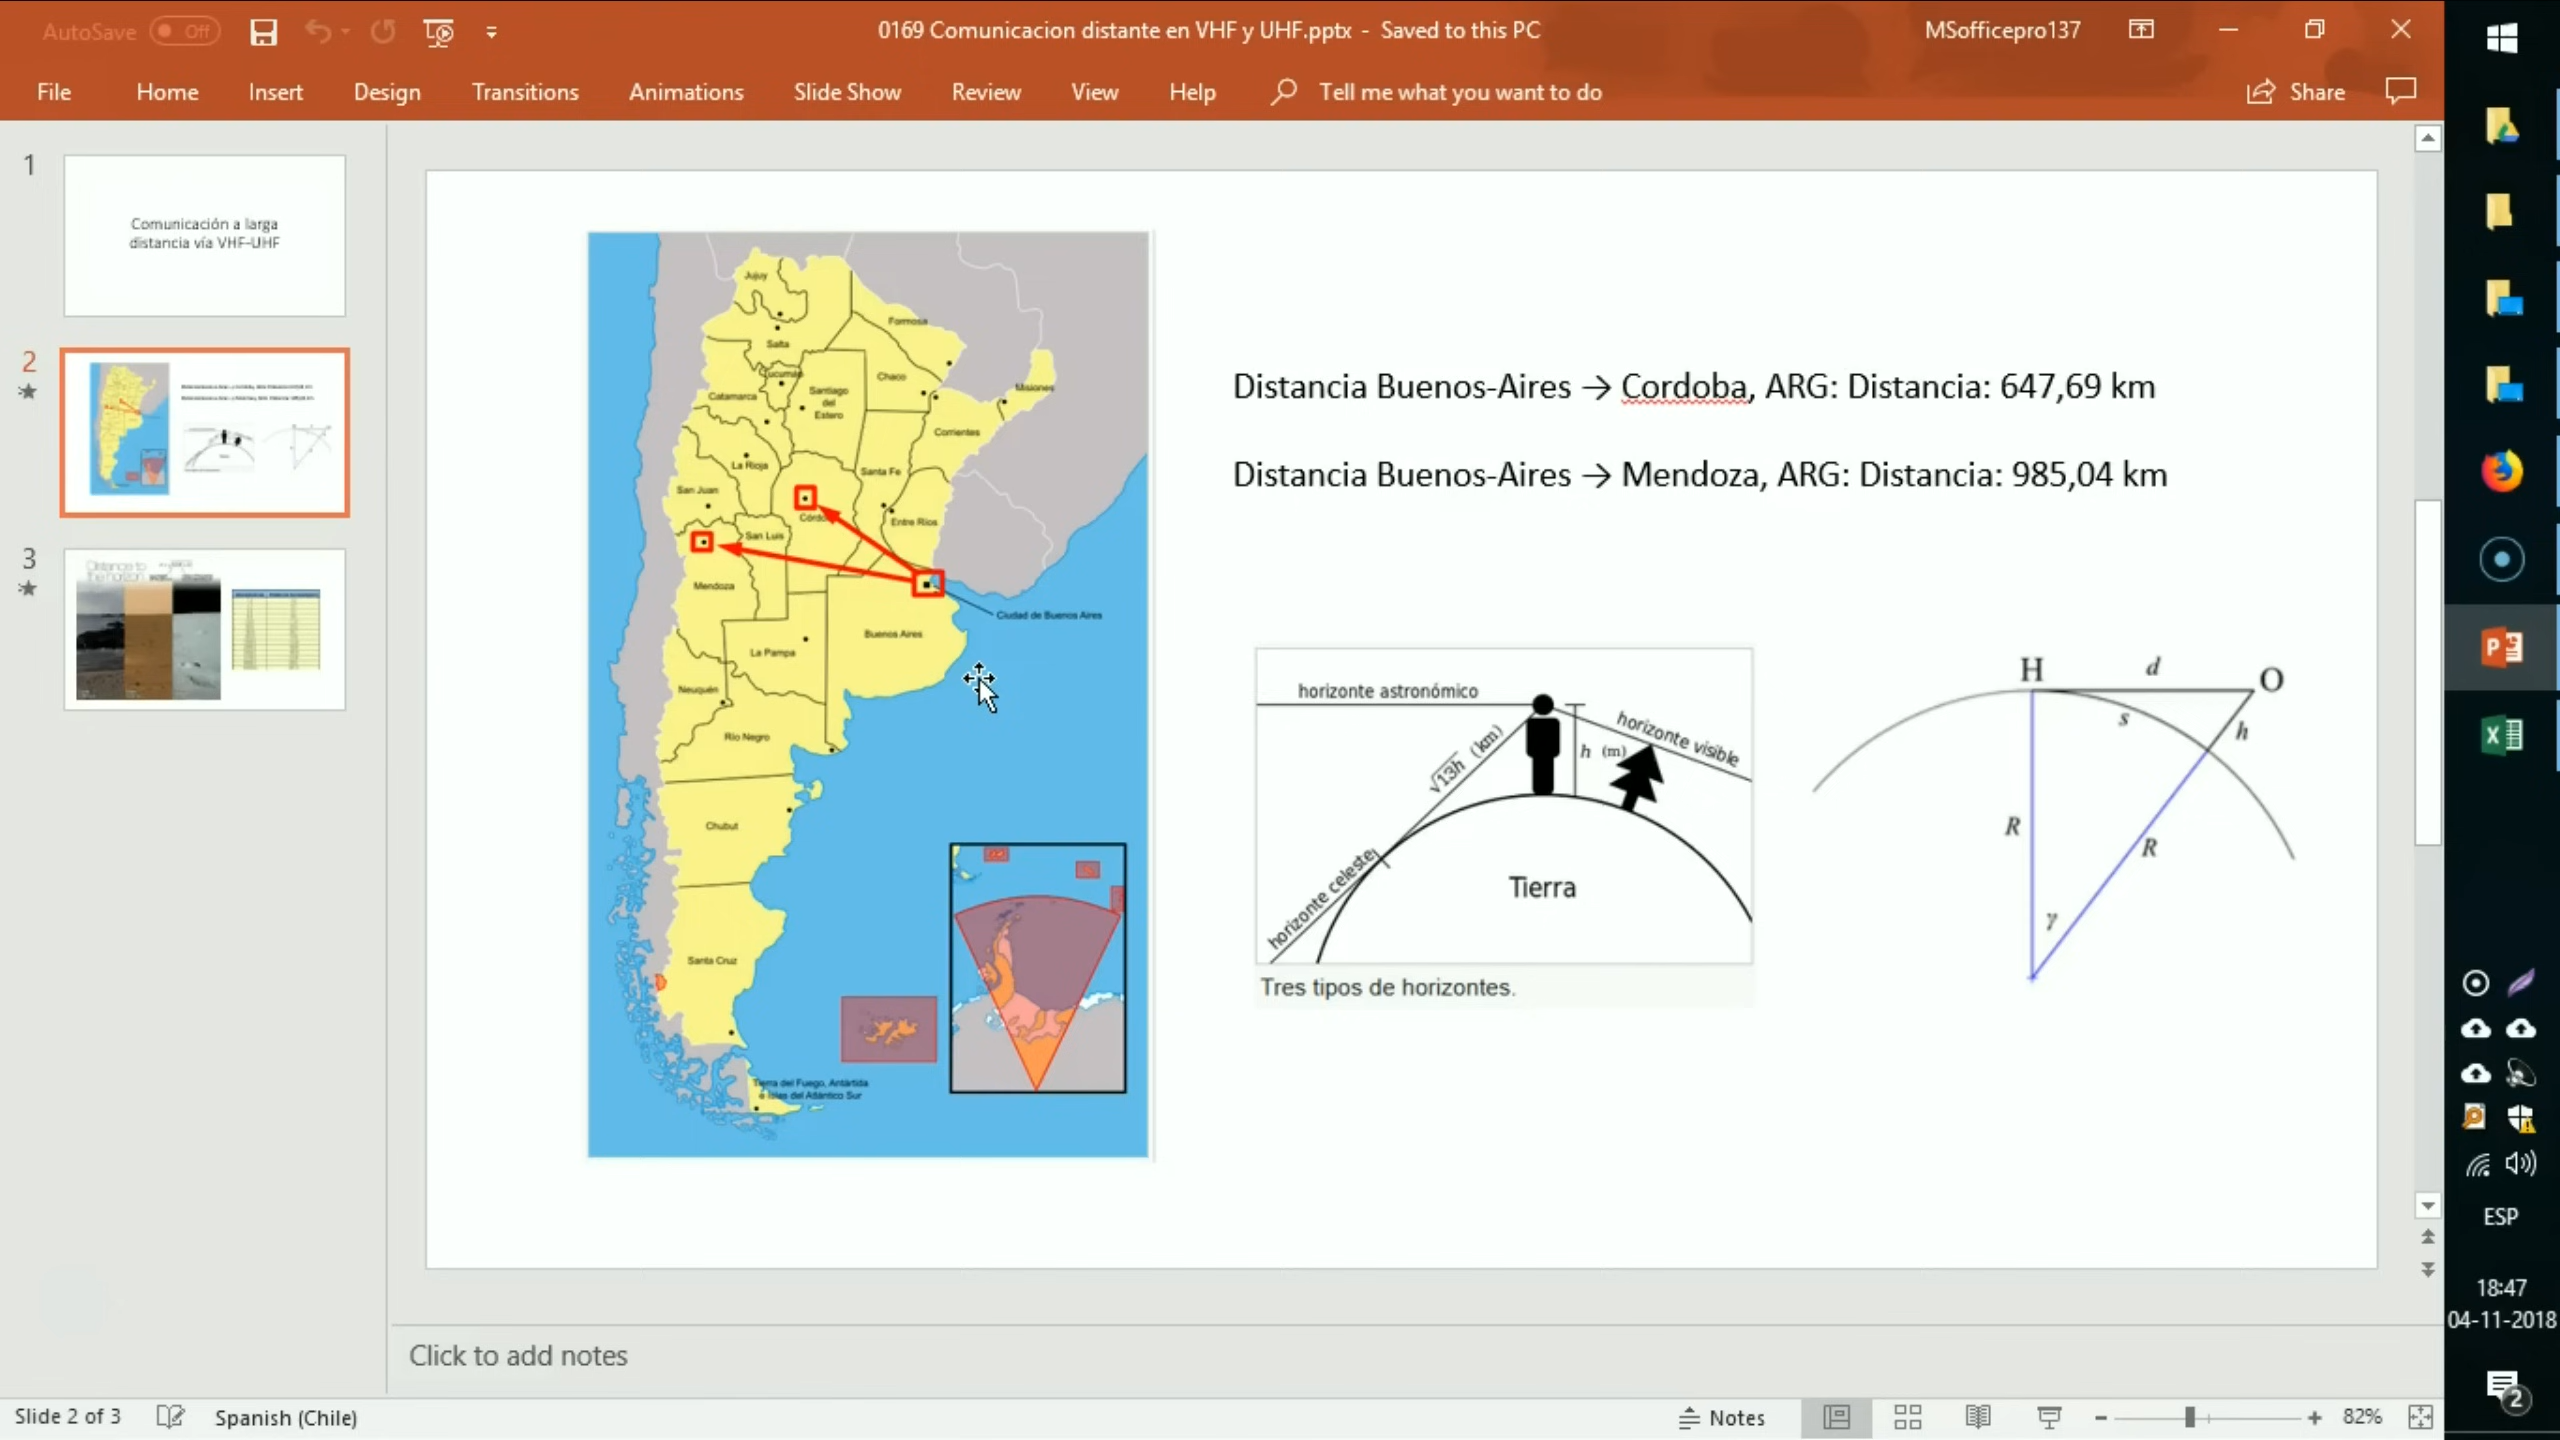 AutoSave Off
0169 Comunicacion distante en VHF y UHF.pptx - Saved to this PC
MSofficepro137
File Home Insert Design Transitions Animations Slide Show Review View Help Tell me what you want to do Share
1
Comunicación a larga
distancia vía VHF-UHF
2
3
Distance to
the horizon
Jujuy
Formosa
Salta
Tucumán
Chaco
Misiones
Santiago
del
Estero
Catamarca
Corrientes
La Rioja
Santa Fe
San Juan
Córdo
Entre Ríos
San Luis
Mendoza
Ciudad de Buenos Aires
Buenos Aires
La Pampa
Neuquén
Río Negro
Chubut
Santa Cruz
Tierra del Fuego, Antártida
e Islas del Atlántico Sur
Distancia Buenos-Aires → Cordoba, ARG: Distancia: 647,69 km
Distancia Buenos-Aires → Mendoza, ARG: Distancia: 985,04 km
horizonte astronómico
horizonte visible
√13h (km)
h (m)
horizonte celeste
Tierra
Tres tipos de horizontes.
H d O
s h
R R
γ
ESP
18:47
04-11-2018
2
Click to add notes
Slide 2 of 3 Spanish (Chile) Notes 82%